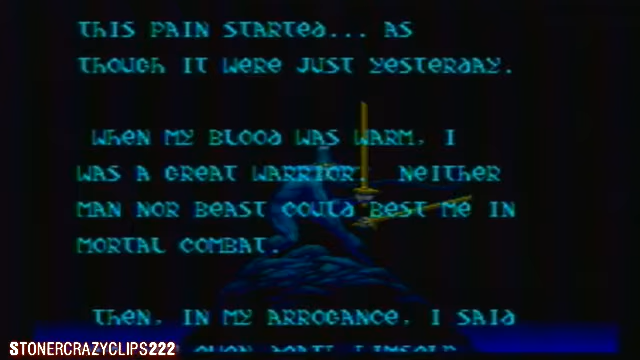 THIS PAIN STARTED... AS
THOUGH IT WERE JUST YESTERDAY.
WHEN MY BLOOD WAS WARM, I
WAS A GREAT WARRIOR. NEITHER
MAN NOR BEAST COULD BEST ME IN
MORTAL COMBAT.
THEN, IN MY ARROGANCE, I SAID
STONERCRAZYCLIPS222